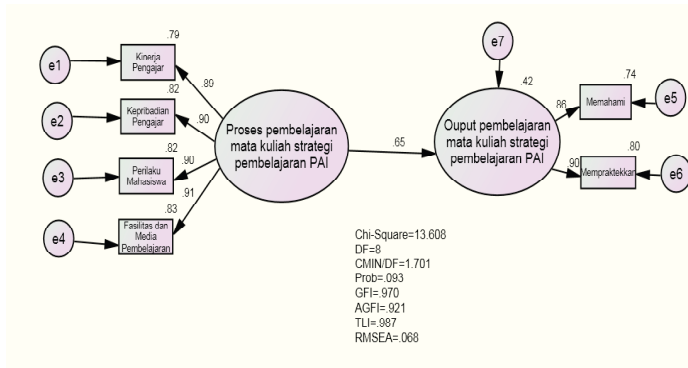 .79
e1
Kinerja
Pengajar
.89
.82
e2
Kepribadian
Pengajar
.90
.82
e3
Perilaku
Mahasiswa
.90
.91
.83
e4
Fasilitas dan
Media
Pembelajaran
Proses pembelajaran
mata kuliah strategi
pembelajaran PAI
.65
e7
.42
Ouput pembelajaran
mata kuliah strategi
pembelajaran PAI
.86
.74
Memahami
e5
.90
.80
Mempraktekkan
e6
Chi-Square=13.608
DF=8
CMIN/DF=1.701
Prob=.093
GFI=.970
AGFI=.921
TLI=.987
RMSEA=.068